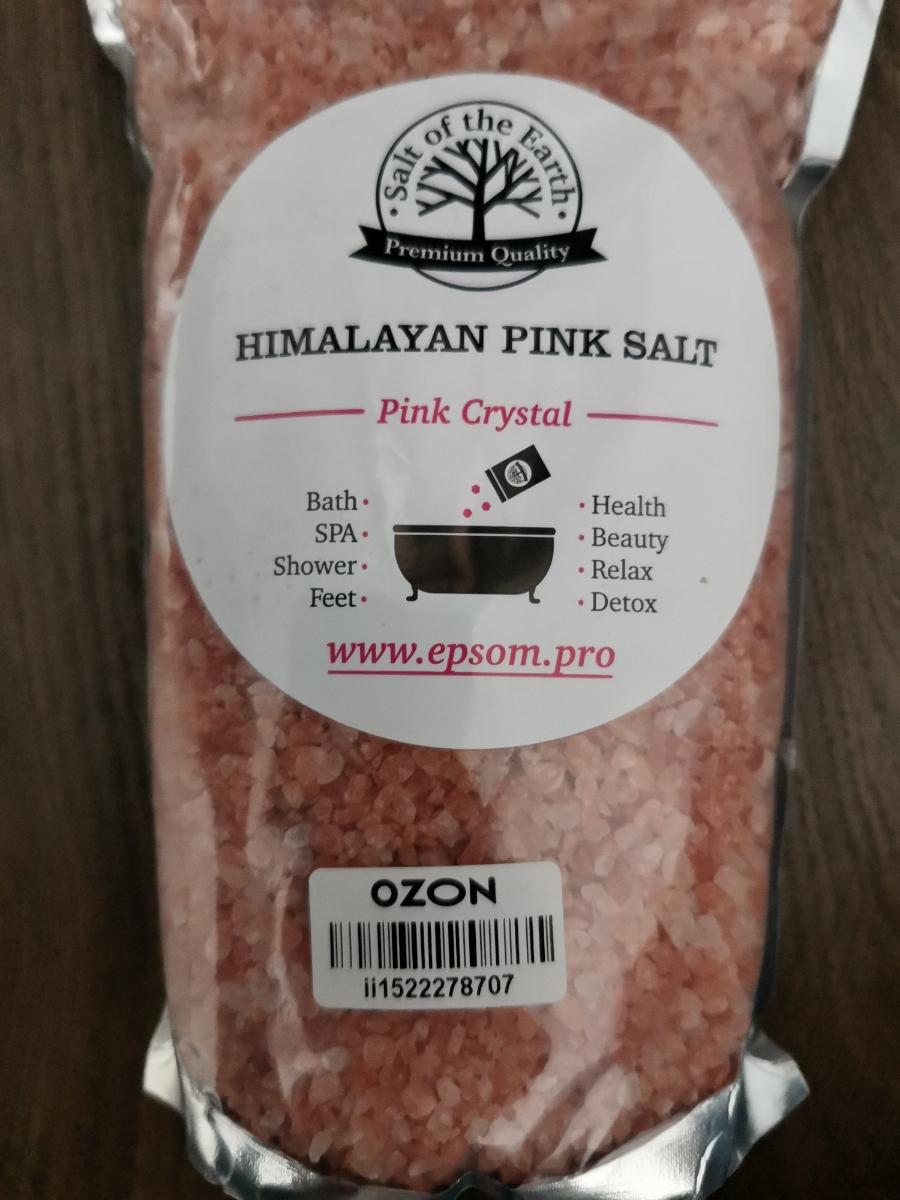 Salt of the Earth
Premium Quality
HIMALAYAN PINK SALT
Pink Crystal
Bath
SPA
Shower
Feet
Health
Beauty
Relax
Detox
www.epsom.pro
OZON
ii1522278707